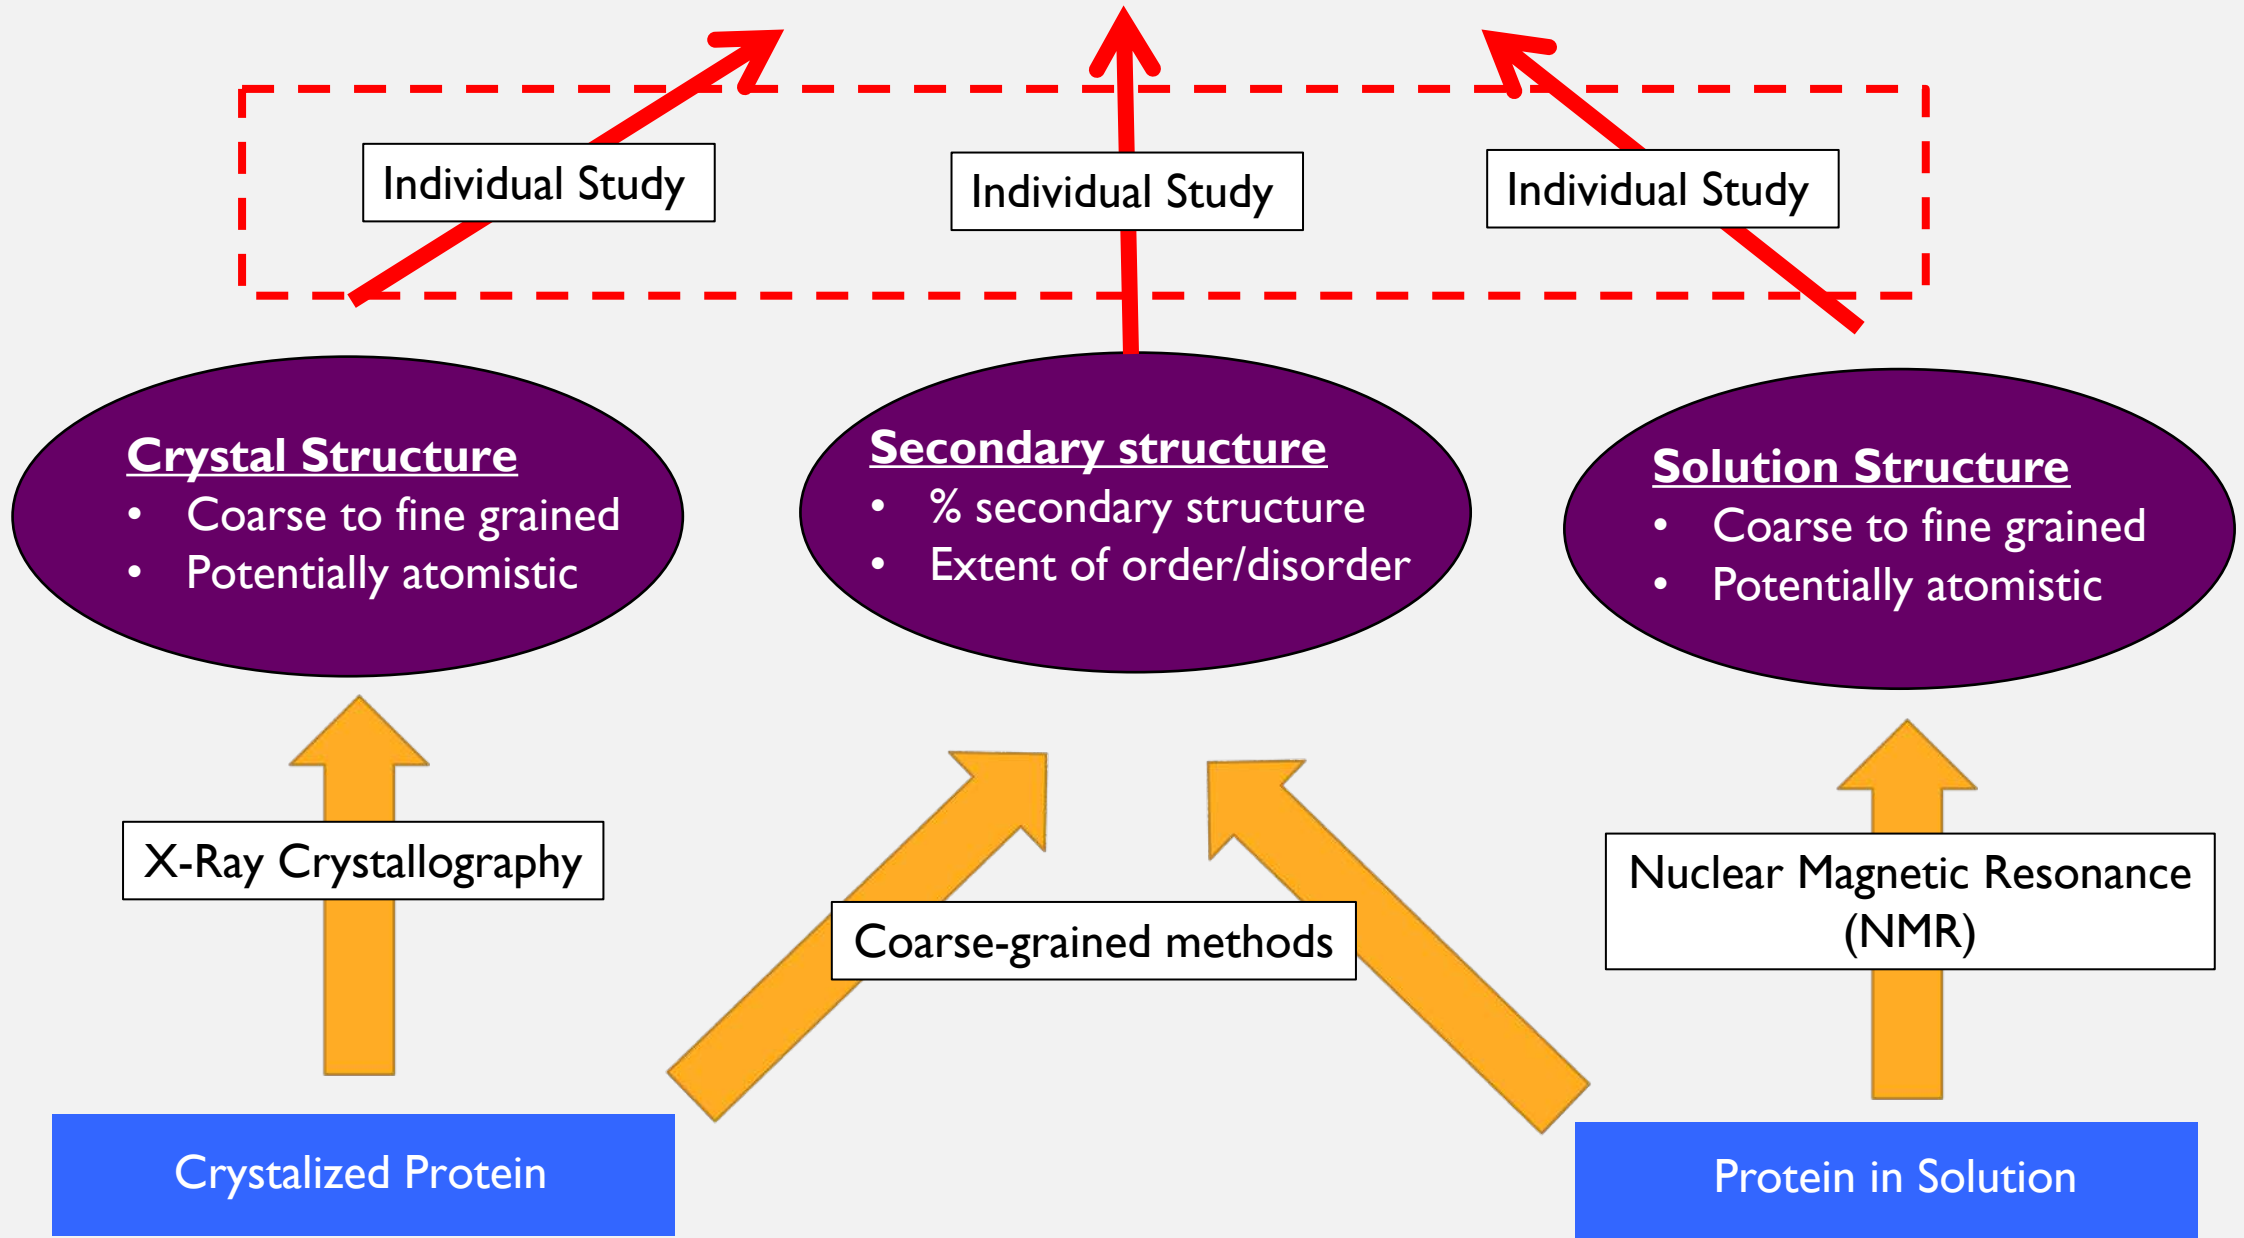 Individual Study
Individual Study
Individual Study
Crystal Structure
• Coarse to fine grained
• Potentially atomistic
Secondary structure
• % secondary structure
• Extent of order/disorder
Solution Structure
• Coarse to fine grained
• Potentially atomistic
X-Ray Crystallography
Coarse-grained methods
Nuclear Magnetic Resonance
(NMR)
Crystalized Protein
Protein in Solution